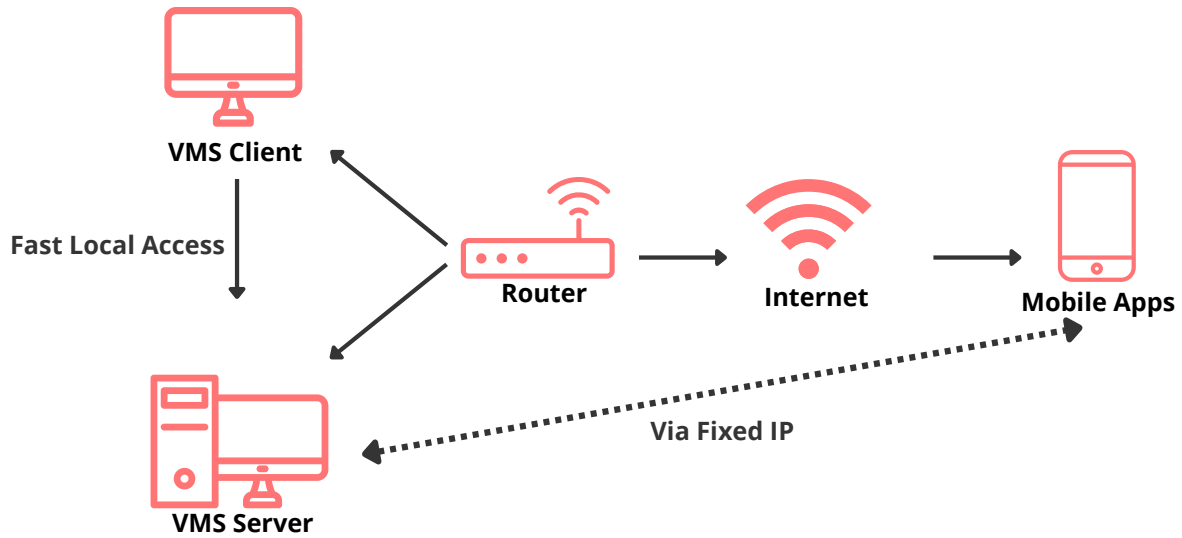 VMS Client
Fast Local Access
Router
Internet
Mobile Apps
Via Fixed IP
VMS Server